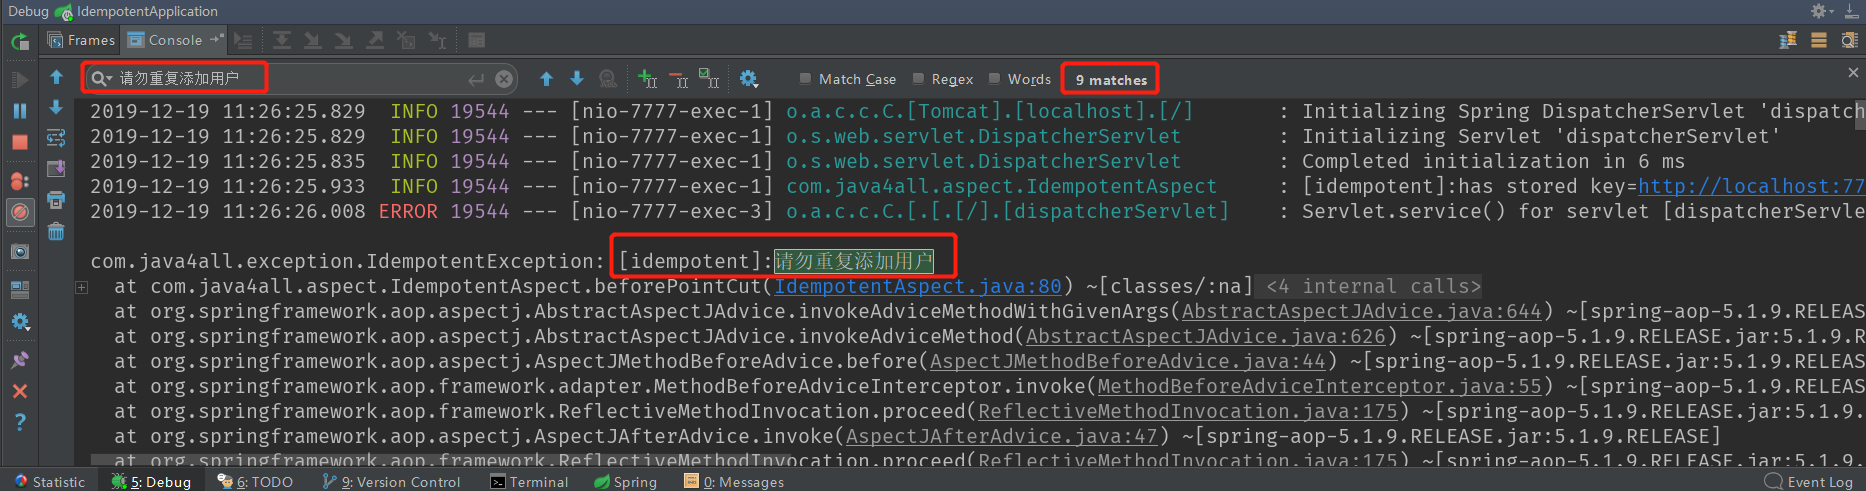 Debug IdempotentApplication
Frames Console
请勿重复添加用户 Match Case Regex Words 9 matches
2019-12-19 11:26:25.829 INFO 19544 --- [nio-7777-exec-1] o.a.c.c.C.[Tomcat].[localhost].[/] : Initializing Spring DispatcherServlet 'dispatch
2019-12-19 11:26:25.829 INFO 19544 --- [nio-7777-exec-1] o.s.web.servlet.DispatcherServlet : Initializing Servlet 'dispatcherServlet'
2019-12-19 11:26:25.835 INFO 19544 --- [nio-7777-exec-1] o.s.web.servlet.DispatcherServlet : Completed initialization in 6 ms
2019-12-19 11:26:25.933 INFO 19544 --- [nio-7777-exec-1] com.java4all.aspect.IdempotentAspect : [idempotent]:has stored key=http://localhost:77
2019-12-19 11:26:26.008 ERROR 19544 --- [nio-7777-exec-3] o.a.c.c.C.[.[.[/].[dispatcherServlet] : Servlet.service() for servlet [dispatcherServle
com.java4all.exception.IdempotentException: [idempotent]:请勿重复添加用户
at com.java4all.aspect.IdempotentAspect.beforePointCut(IdempotentAspect.java:80) ~[classes/:na] <4 internal calls>
at org.springframework.aop.aspectj.AbstractAspectJAdvice.invokeAdviceMethodWithGivenArgs(AbstractAspectJAdvice.java:644) ~[spring-aop-5.1.9.RELEAS
at org.springframework.aop.aspectj.AbstractAspectJAdvice.invokeAdviceMethod(AbstractAspectJAdvice.java:626) ~[spring-aop-5.1.9.RELEASE.jar:5.1.9.R
at org.springframework.aop.aspectj.AspectJMethodBeforeAdvice.before(AspectJMethodBeforeAdvice.java:44) ~[spring-aop-5.1.9.RELEASE.jar:5.1.9.RELEAS
at org.springframework.aop.framework.adapter.MethodBeforeAdviceInterceptor.invoke(MethodBeforeAdviceInterceptor.java:55) ~[spring-aop-5.1.9.RELEAS
at org.springframework.aop.framework.ReflectiveMethodInvocation.proceed(ReflectiveMethodInvocation.java:175) ~[spring-aop-5.1.9.RELEASE.jar:5.1.9.
at org.springframework.aop.aspectj.AspectJAfterAdvice.invoke(AspectJAfterAdvice.java:47) ~[spring-aop-5.1.9.RELEASE.jar:5.1.9.RELEASE]
at org.springframework.aop.framework.ReflectiveMethodInvocation.proceed(ReflectiveMethodInvocation.java:175) ~[spring-aop-5.1.9.RELEASE.jar:5.1.9.
Statistic 5: Debug 6: TODO 9: Version Control Terminal Spring 0: Messages Event Log